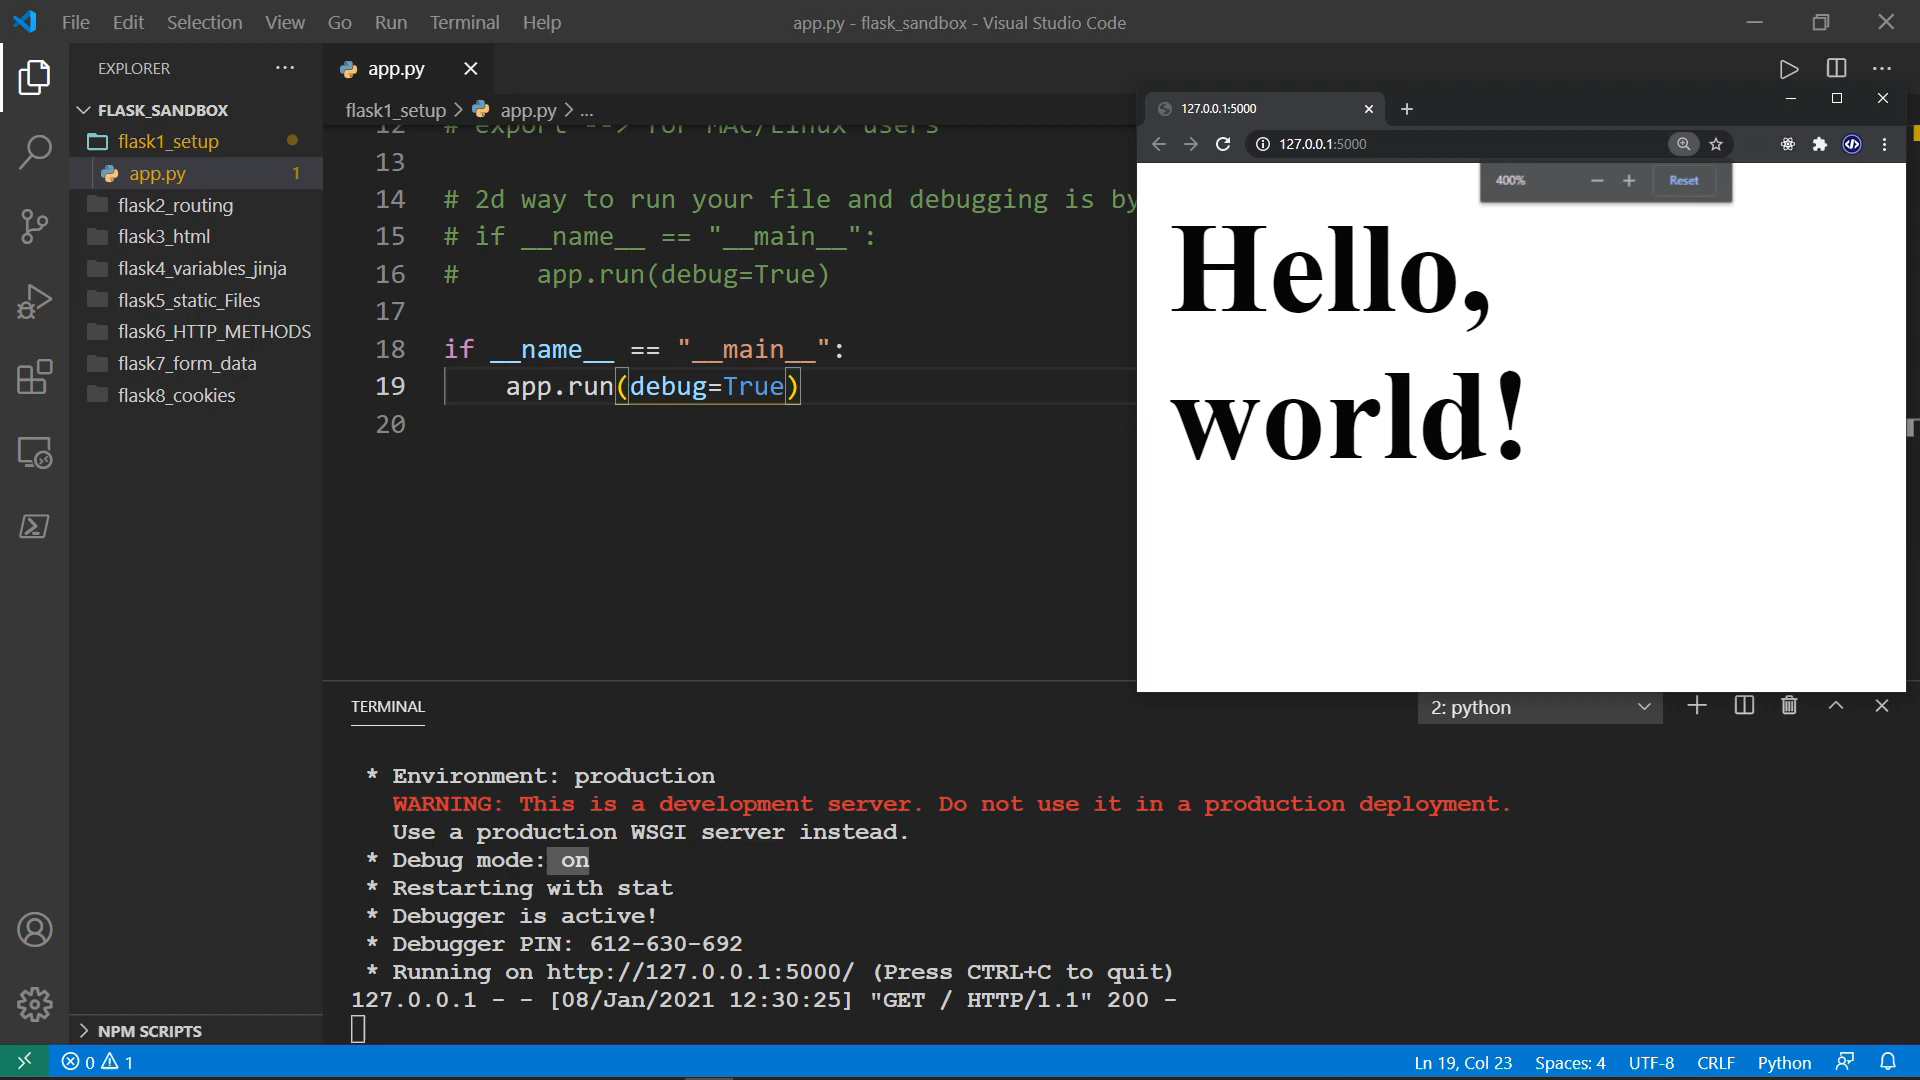 File Edit Selection View Go Run Terminal Help
app.py - flask_sandbox - Visual Studio Code
EXPLORER
FLASK_SANDBOX
flask1_setup
app.py 1
flask2_routing
flask3_html
flask4_variables_jinja
flask5_static_Files
flask6_HTTP_METHODS
flask7_form_data
flask8_cookies
NPM SCRIPTS
app.py
flask1_setup > app.py > ...
12 # export --> for MAC/Linux users
13
14 # 2d way to run your file and debugging is by
15 # if __name__ == "__main__":
16 #     app.run(debug=True)
17
18 if __name__ == "__main__":
19     app.run(debug=True)
20
127.0.0.1:5000
127.0.0.1:5000
400% Reset
Hello,
world!
TERMINAL
2: python
* Environment: production
WARNING: This is a development server. Do not use it in a production deployment.
Use a production WSGI server instead.
* Debug mode: on
* Restarting with stat
* Debugger is active!
* Debugger PIN: 612-630-692
* Running on http://127.0.0.1:5000/ (Press CTRL+C to quit)
127.0.0.1 - - [08/Jan/2021 12:30:25] "GET / HTTP/1.1" 200 -
0 1
Ln 19, Col 23 Spaces: 4 UTF-8 CRLF Python